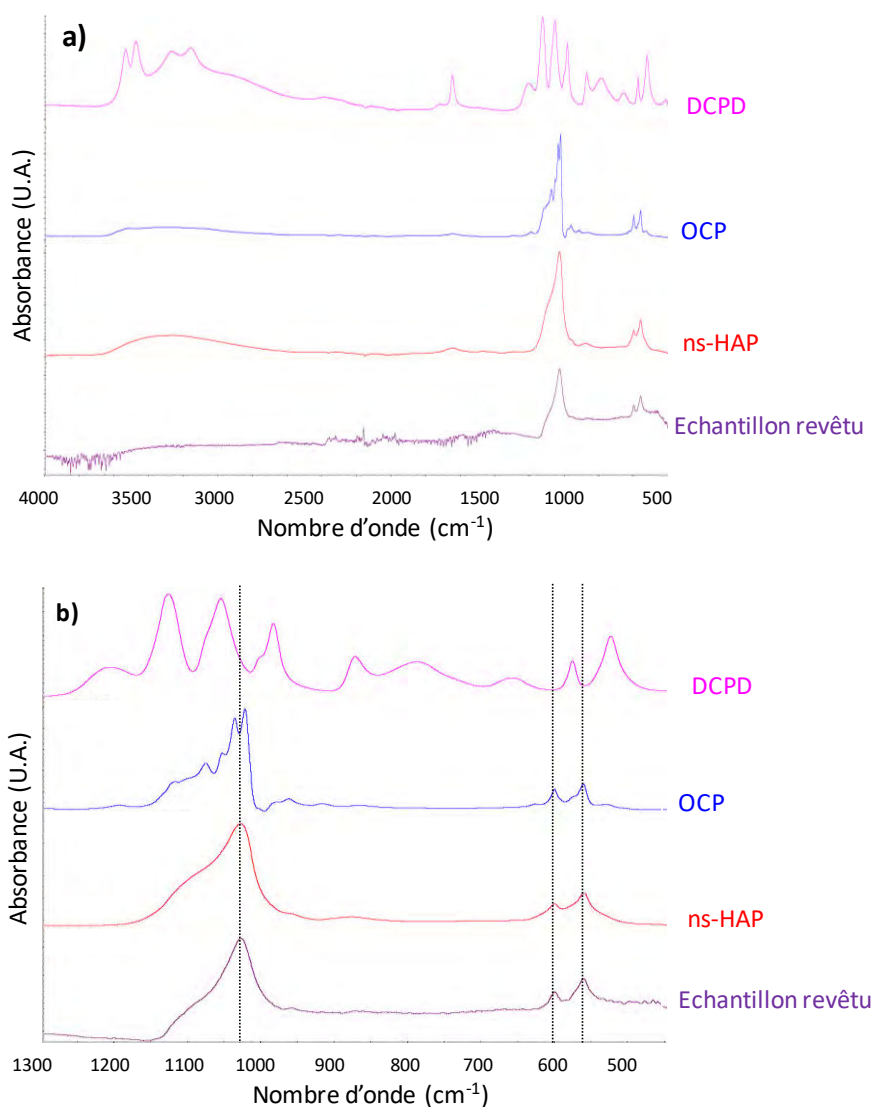 a)
DCPD
OCP
ns-HAP
Echantillon revêtu
Absorbance (U.A.)
4000 3500 3000 2500 2000 1500 1000 500
Nombre d'onde (cm-1)
b)
DCPD
OCP
ns-HAP
Echantillon revêtu
Absorbance (U.A.)
1300 1200 1100 1000 900 800 700 600 500
Nombre d'onde (cm-1)